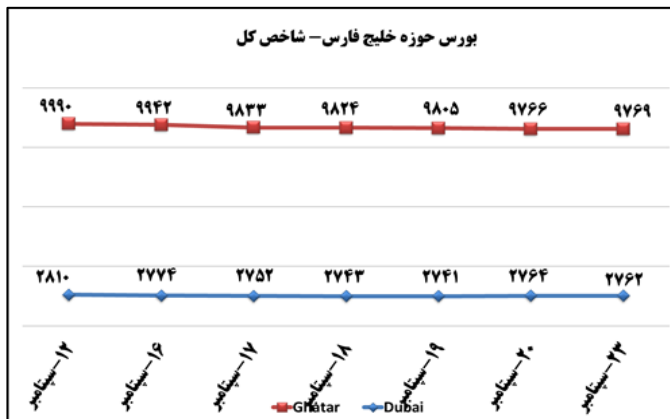 بورس حوزه خلیج فارس– شاخص کل
۹۹۹۰ ۹۹۴۲ ۹۸۳۳ ۹۸۲۴ ۹۸۰۵ ۹۷۶۶ ۹۷۶۹
۲۸۱۰ ۲۷۷۴ ۲۷۵۲ ۲۷۴۳ ۲۷۴۱ ۲۷۶۴ ۲۷۶۲
۱۲-سپتامبر ۱۶-سپتامبر ۱۷-سپتامبر ۱۸-سپتامبر ۱۹-سپتامبر ۲۰-سپتامبر ۲۳-سپتامبر
Ghatar Dubai